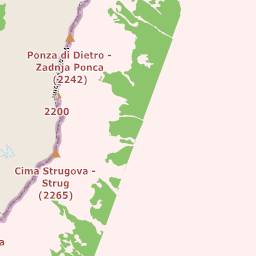 Ponza di Dietro -
Zadnja Ponca
(2242)
2200
Cima Strugova -
Strug
(2265)
a